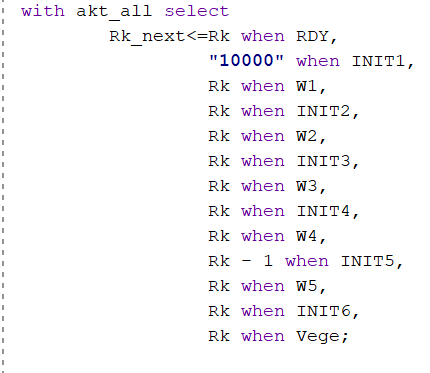 with akt_all select
Rk_next<=Rk when RDY,
"10000" when INIT1,
Rk when W1,
Rk when INIT2,
Rk when W2,
Rk when INIT3,
Rk when W3,
Rk when INIT4,
Rk when W4,
Rk - 1 when INIT5,
Rk when W5,
Rk when INIT6,
Rk when Vege;